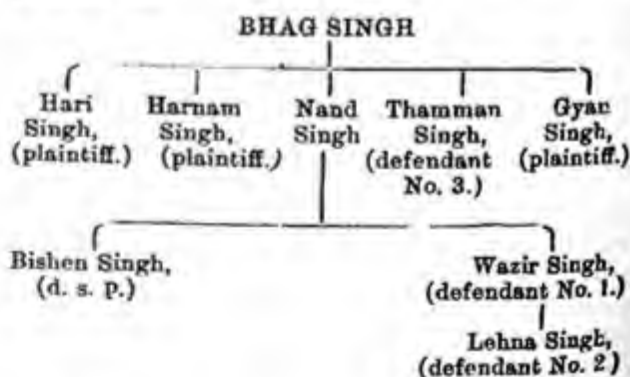 BHAG SINGH
Hari Harnam Nand Thamman Gyan
Singh, Singh, Singh Singh, Singh,
(plaintiff.) (plaintiff.) (defendant (plaintiff.)
No. 3.)
Bishen Singh, Wazir Singh,
(d. s. p.) (defendant No. 1.)
Lehna Singh,
(defendant No. 2)